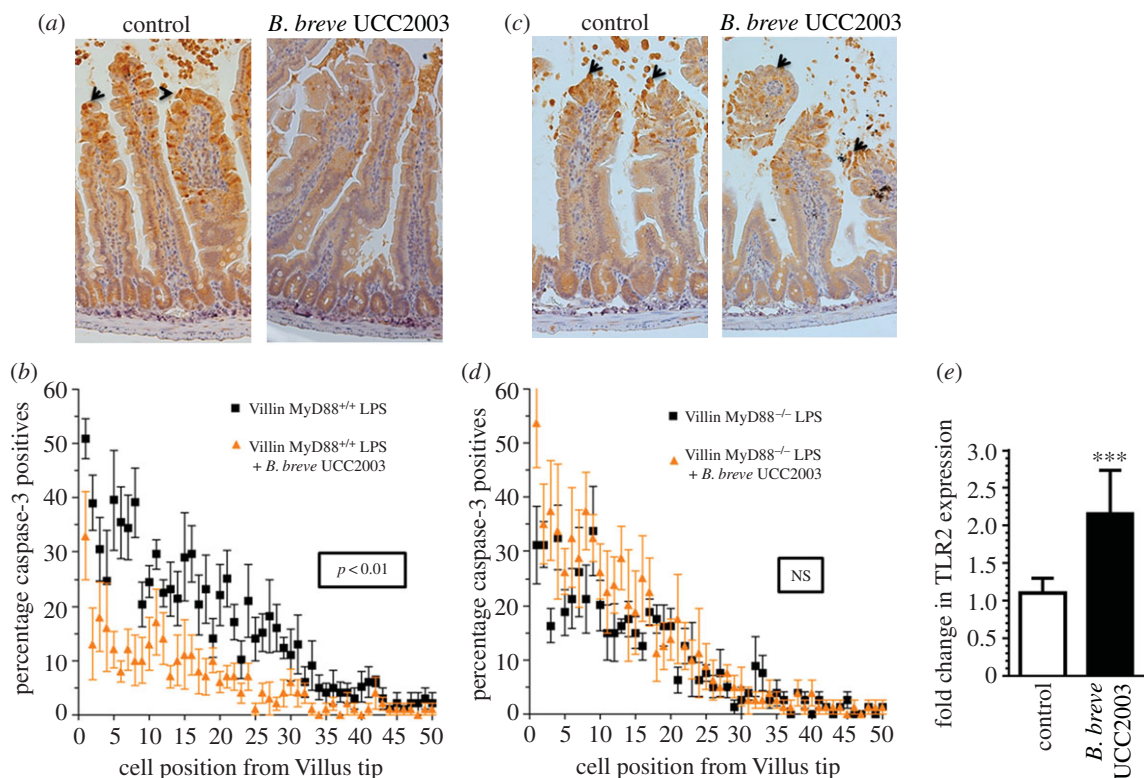 (a) control B. breve UCC2003
(c) control B. breve UCC2003
(b)
percentage caspase-3 positives
60
50
40
30
20
10
0
0 5 10 15 20 25 30 35 40 45 50
cell position from Villus tip
Villin MyD88+/+ LPS
Villin MyD88+/+ LPS
+ B. breve UCC2003
p < 0.01
(d)
percentage caspase-3 positives
60
50
40
30
20
10
0
0 5 10 15 20 25 30 35 40 45 50
cell position from Villus tip
Villin MyD88−/− LPS
Villin MyD88−/− LPS
+ B. breve UCC2003
NS
(e)
fold change in TLR2 expression
3.0
2.5
2.0
1.5
1.0
0.5
0
***
control
B. breve
UCC2003